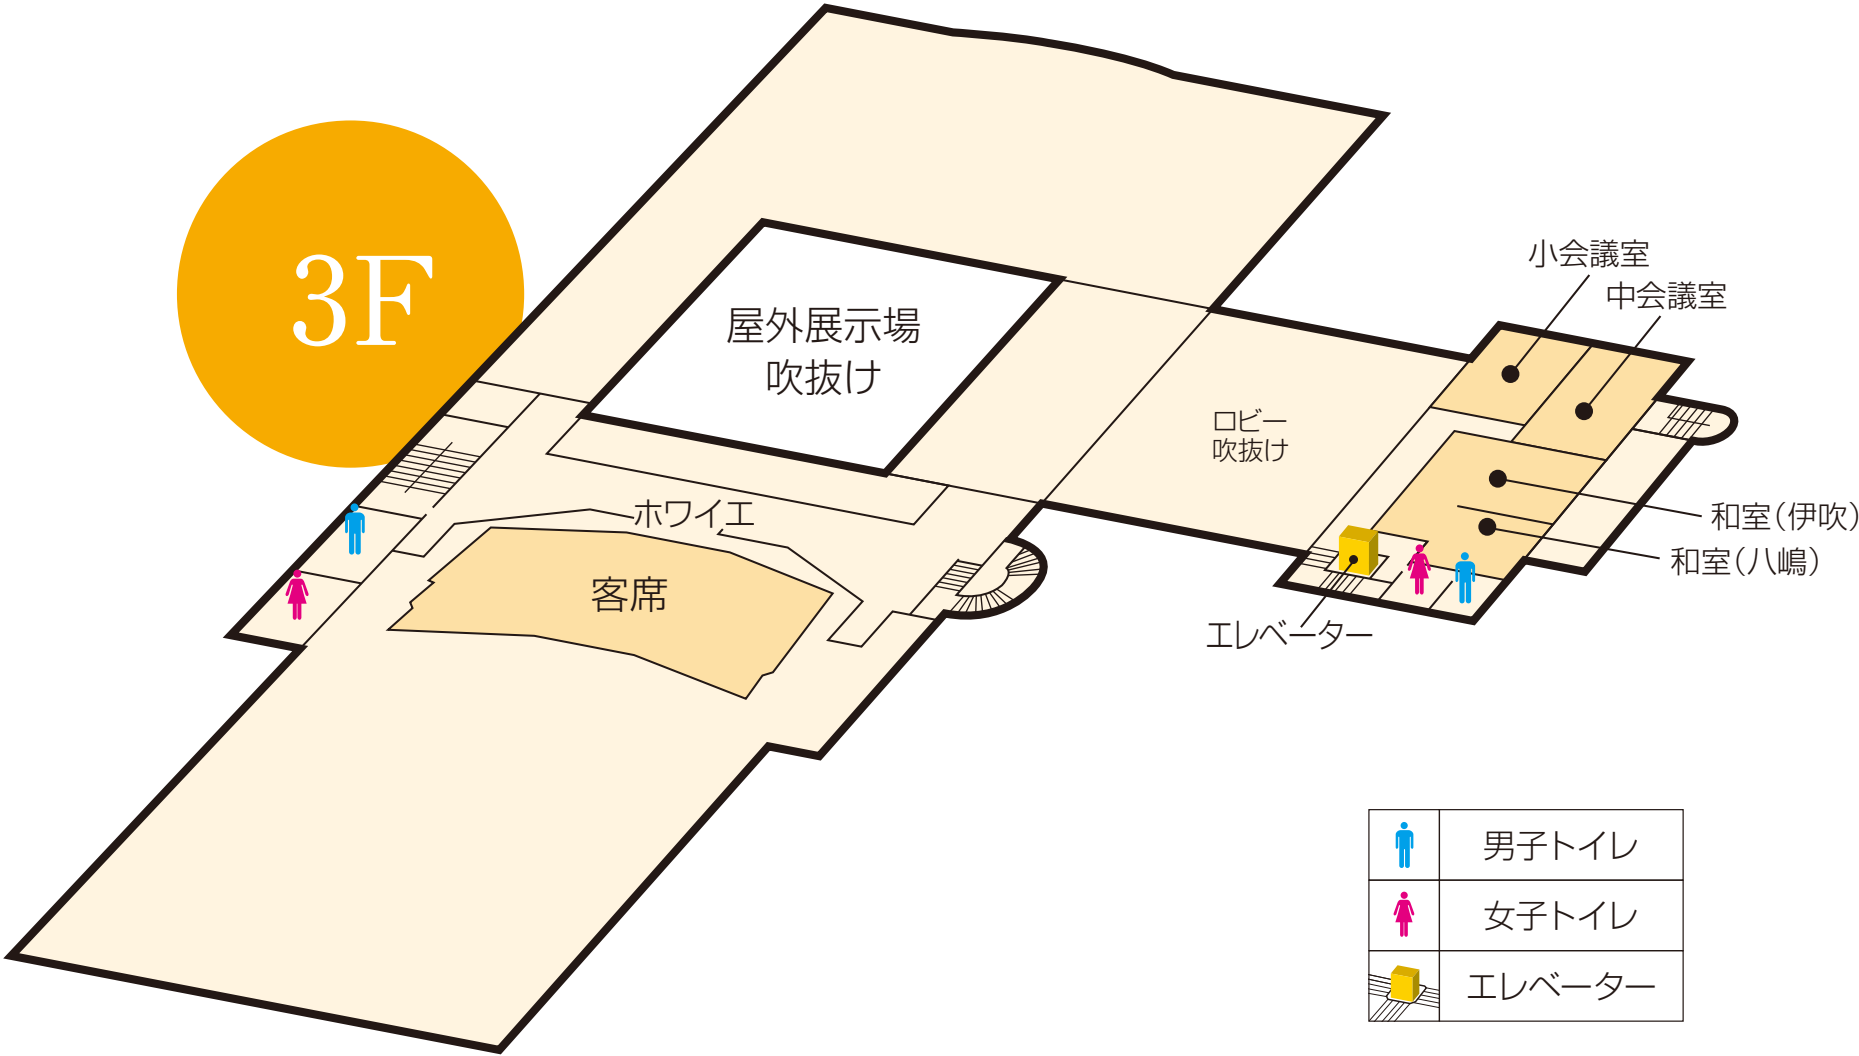 3F
屋外展示場
吹抜け
小会議室
中会議室
ロビー
吹抜け
ホワイエ
和室(伊吹)
和室(八嶋)
客席
エレベーター
男子トイレ
女子トイレ
エレベーター